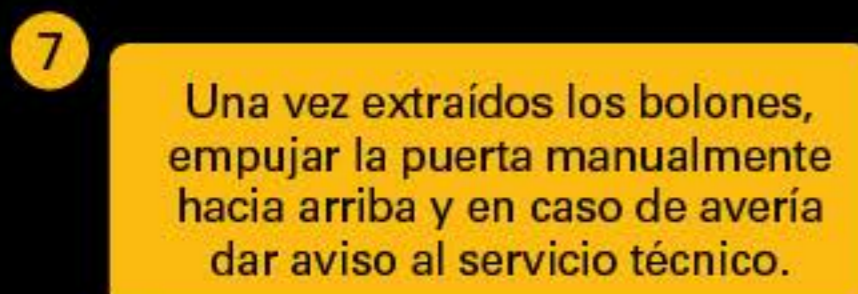 7
Una vez extraídos los bolones,
empujar la puerta manualmente
hacia arriba y en caso de avería
dar aviso al servicio técnico.